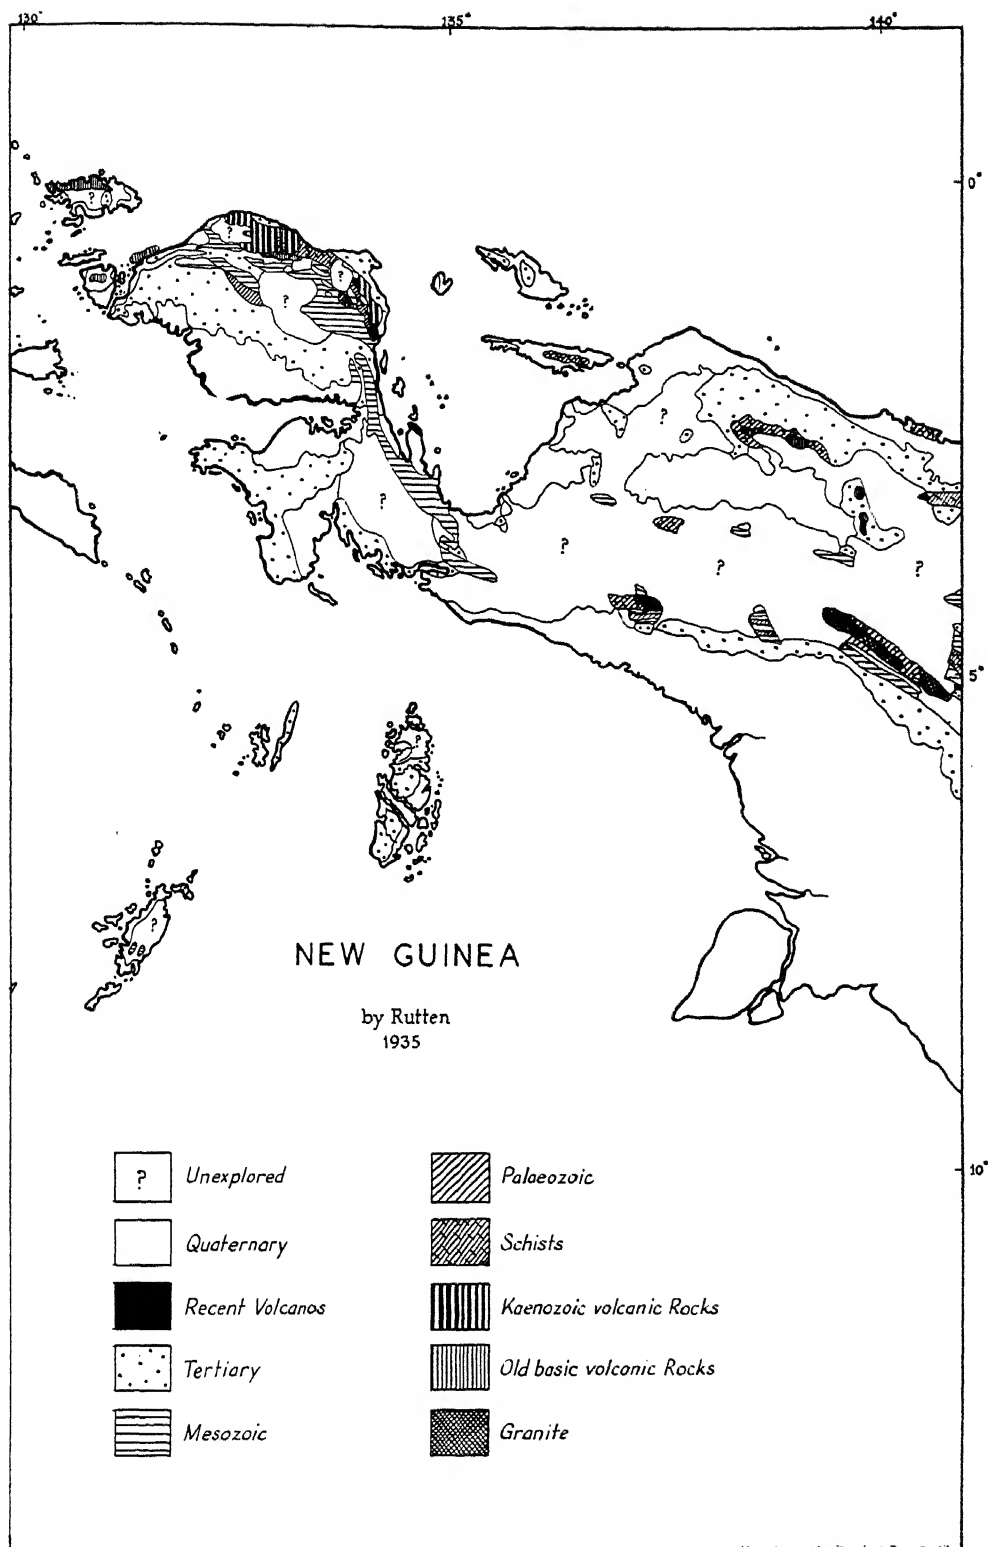 130° 135° 140°
0°
?
?
?
?
?
?
?
?
?
?
5°
?
?
NEW GUINEA
by Rutten
1935
10°
? Unexplored
Palaeozoic
Quaternary
Schists
Recent Volcanos
Kaenozoic volcanic Rocks
Tertiary
Old basic volcanic Rocks
Mesozoic
Granite